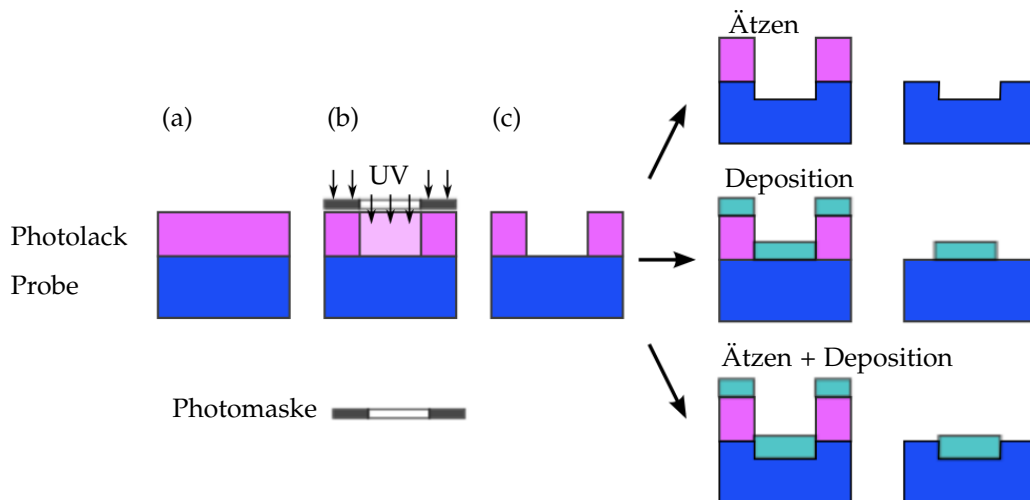 Ätzen
(a)
(b)
(c)
UV
Deposition
Photolack
Probe
Ätzen + Deposition
Photomaske